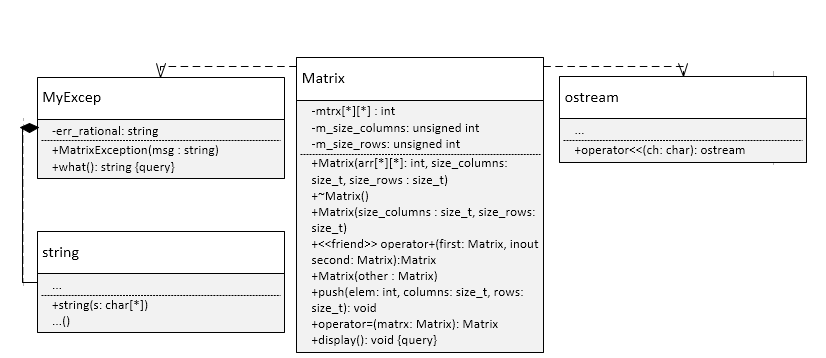 MyExcep
-err_rational: string
+MatrixException(msg : string)
+what(): string {query}
string
...
+string(s: char[*])
...()
Matrix
-mtrx[*][*] : int
-m_size_columns: unsigned int
-m_size_rows: unsigned int
+Matrix(arr[*][*]: int, size_columns:
size_t, size_rows : size_t)
+~Matrix()
+Matrix(size_columns : size_t, size_rows:
size_t)
+<<friend>> operator+(first: Matrix, inout
second: Matrix):Matrix
+Matrix(other : Matrix)
+push(elem: int, columns: size_t, rows:
size_t): void
+operator=(matrx: Matrix): Matrix
+display(): void {query}
ostream
...
+operator<<(ch: char): ostream